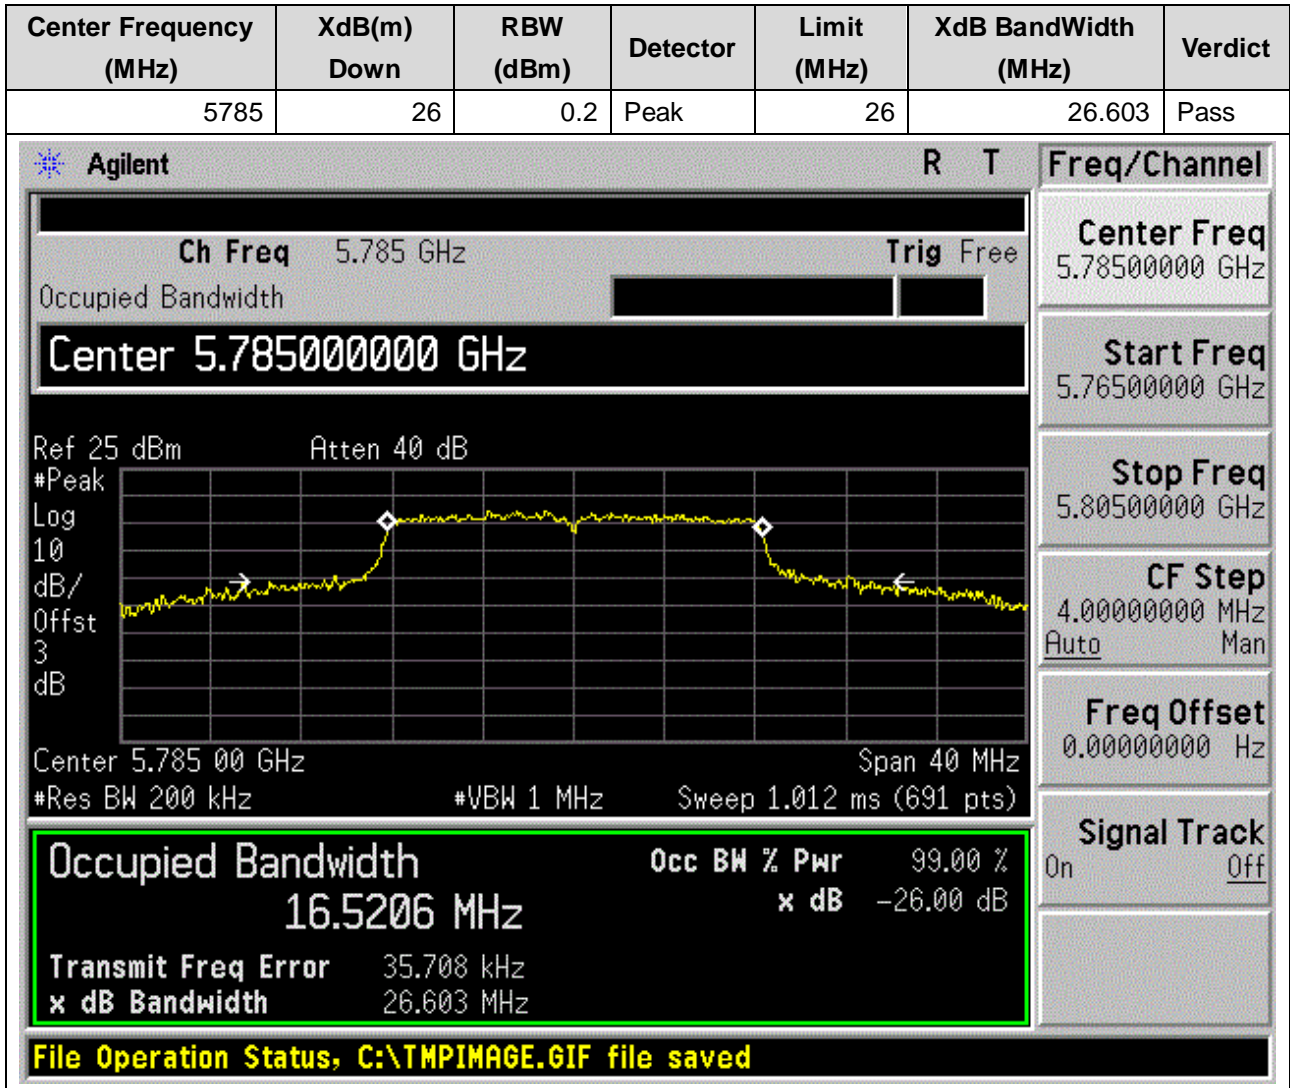 Center Frequency (MHz) XdB(m) Down RBW (dBm) Detector Limit (MHz) XdB BandWidth (MHz) Verdict
5785 26 0.2 Peak 26 26.603 Pass
Agilent R T
Ch Freq 5.785 GHz Trig Free
Occupied Bandwidth
Center 5.785000000 GHz
Ref 25 dBm Atten 40 dB
#Peak
Log
10
dB/
Offst
3
dB
Center 5.785 00 GHz Span 40 MHz
#Res BW 200 kHz #VBW 1 MHz Sweep 1.012 ms (691 pts)
Occupied Bandwidth
16.5206 MHz
Occ BW % Pwr 99.00 %
x dB -26.00 dB
Transmit Freq Error 35.708 kHz
x dB Bandwidth 26.603 MHz
File Operation Status, C:\TMPIMAGE.GIF file saved
Freq/Channel
Center Freq
5.78500000 GHz
Start Freq
5.76500000 GHz
Stop Freq
5.80500000 GHz
CF Step
4.00000000 MHz
Auto Man
Freq Offset
0.00000000 Hz
Signal Track
On Off